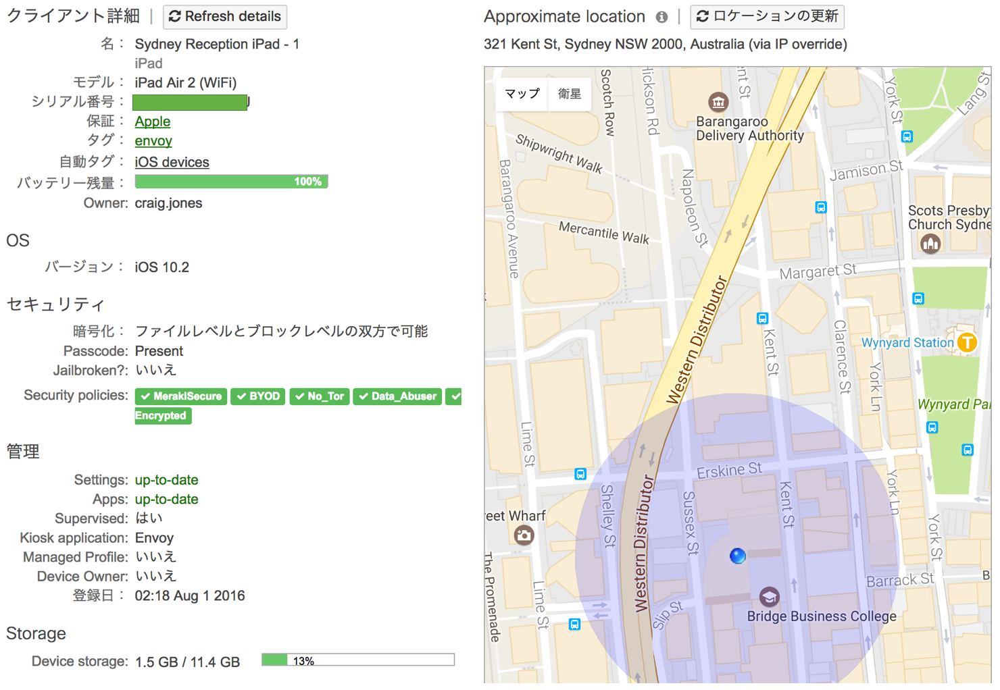 クライアント詳細 | Refresh details
名： Sydney Reception iPad - 1
iPad
モデル： iPad Air 2 (WiFi)
シリアル番号：
保証： Apple
タグ： envoy
自動タグ： iOS devices
バッテリー残量： 100%
Owner: craig.jones
OS
バージョン： iOS 10.2
セキュリティ
暗号化： ファイルレベルとブロックレベルの双方で可能
Passcode: Present
Jailbroken?: いいえ
Security policies: MerakiSecure BYOD No_Tor Data_Abuser
Encrypted
管理
Settings: up-to-date
Apps: up-to-date
Supervised: はい
Kiosk application: Envoy
Managed Profile: いいえ
Device Owner: いいえ
登録日： 02:18 Aug 1 2016
Storage
Device storage: 1.5 GB / 11.4 GB 13%
Approximate location | ロケーションの更新
321 Kent St, Sydney NSW 2000, Australia (via IP override)
マップ 衛星
Scotch Row
Hickson Rd
ent St
York St
Lang St
Barangaroo
Delivery Authority
Shipwright Walk
Jamison St
Barangaroo Avenue
Napoleon St
Mercantile Walk
Scots Presby
Church Sydne
Margaret St
Western Distributor
Kent St
Clarence St
Wynyard Station
T
York Ln
Wynyard Par
Lime St
Erskine St
Shelley St
Western Distributor
Sussex St
Kent St
York Ln
reet Wharf
York St
The Promenade
Lime St
Barrack St
B
Slip St
Bridge Business College